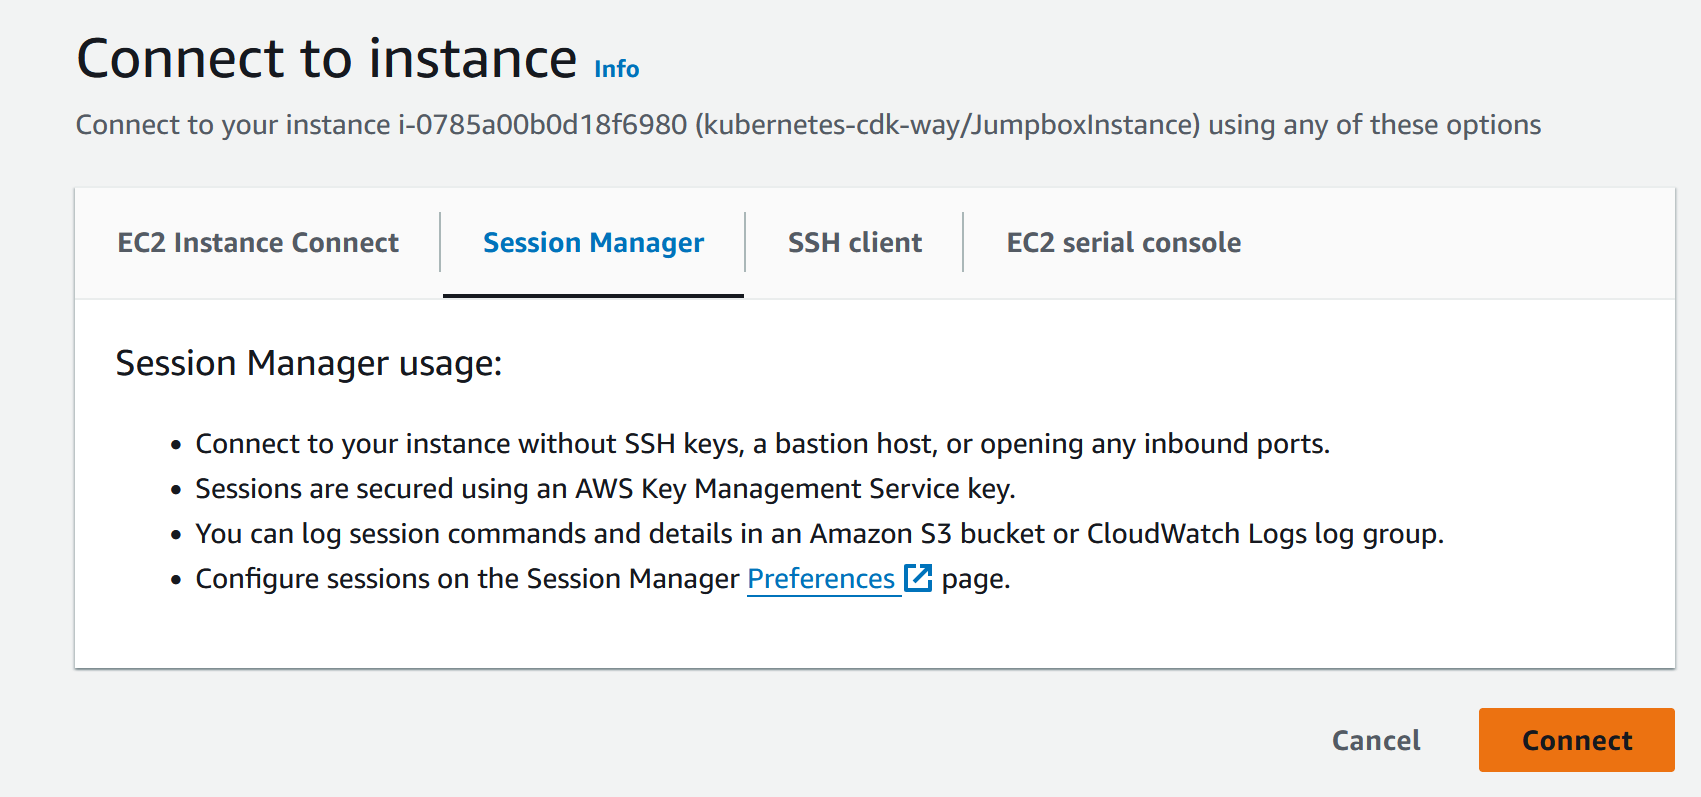 Connect to instance Info
Connect to your instance i-0785a00b0d18f6980 (kubernetes-cdk-way/JumpboxInstance) using any of these options
EC2 Instance Connect
Session Manager
SSH client
EC2 serial console
Session Manager usage:
Connect to your instance without SSH keys, a bastion host, or opening any inbound ports.
Sessions are secured using an AWS Key Management Service key.
You can log session commands and details in an Amazon S3 bucket or CloudWatch Logs log group.
Configure sessions on the Session Manager Preferences page.
Cancel
Connect